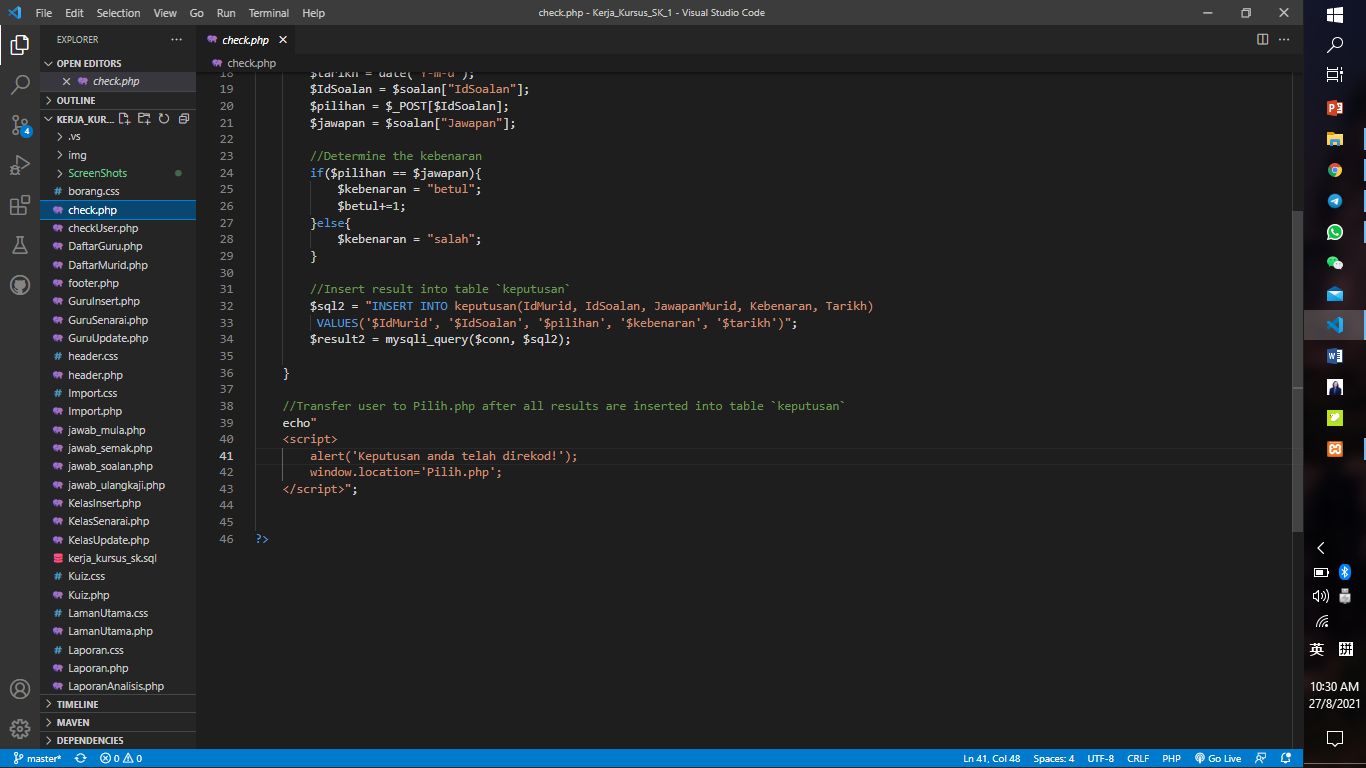 File Edit Selection View Go Run Terminal Help
check.php - Kerja_Kursus_SK_1 - Visual Studio Code
EXPLORER
OPEN EDITORS
check.php
OUTLINE
KERJA_KUR...
.vs
img
ScreenShots
borang.css
check.php
checkUser.php
DaftarGuru.php
DaftarMurid.php
footer.php
GuruInsert.php
GuruSenarai.php
GuruUpdate.php
header.css
header.php
Import.css
Import.php
jawab_mula.php
jawab_semak.php
jawab_soalan.php
jawab_ulangkaji.php
KelasInsert.php
KelasSenarai.php
KelasUpdate.php
kerja_kursus_sk.sql
Kuiz.css
Kuiz.php
LamanUtama.css
LamanUtama.php
Laporan.css
Laporan.php
LaporanAnalisis.php
TIMELINE
MAVEN
DEPENDENCIES
4
check.php
check.php
18 $tarikh = date("Y-m-d");
19 $IdSoalan = $soalan["IdSoalan"];
20 $pilihan = $_POST[$IdSoalan];
21 $jawapan = $soalan["Jawapan"];
22
23 //Determine the kebenaran
24 if($pilihan == $jawapan){
25 $kebenaran = "betul";
26 $betul+=1;
27 }else{
28 $kebenaran = "salah";
29 }
30
31 //Insert result into table `keputusan`
32 $sql2 = "INSERT INTO keputusan(IdMurid, IdSoalan, JawapanMurid, Kebenaran, Tarikh)
33 VALUES('$IdMurid', '$IdSoalan', '$pilihan', '$kebenaran', '$tarikh')";
34 $result2 = mysqli_query($conn, $sql2);
35
36 }
37
38 //Transfer user to Pilih.php after all results are inserted into table `keputusan`
39 echo"
40 <script>
41 alert('Keputusan anda telah direkod!');
42 window.location='Pilih.php';
43 </script>";
44
45
46 ?>
master* 0 0
Ln 41, Col 48 Spaces: 4 UTF-8 CRLF PHP Go Live
英 拼
10:30 AM
27/8/2021